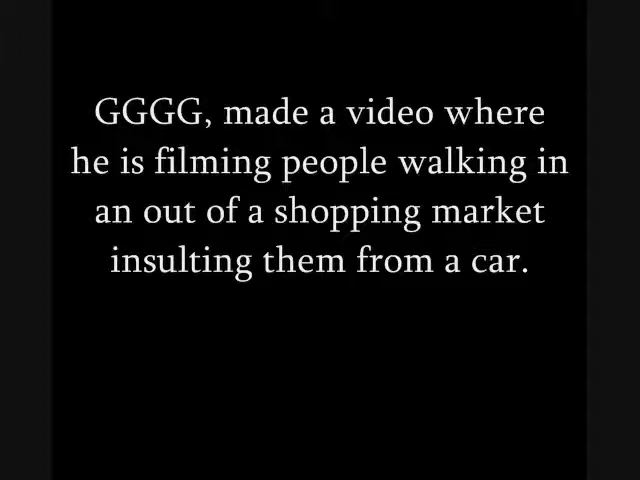 GGGG, made a video where
he is filming people walking in
an out of a shopping market
insulting them from a car.